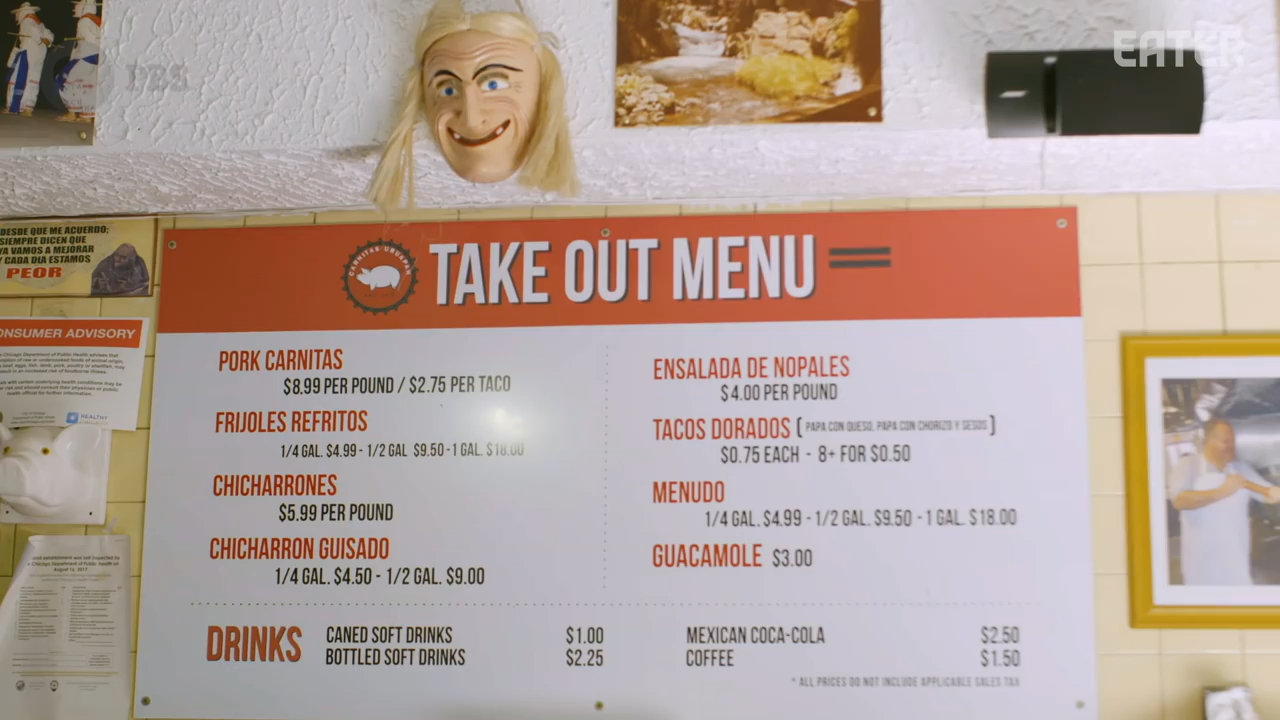 EATER
PBS
DESDE QUE ME ACUERDO;
SIEMPRE DICEN QUE
YA VAMOS A MEJORAR
Y CADA DIA ESTAMOS
PEOR
ONSUMER ADVISORY
HEALTHY
CARNITAS URUAPAN
TAKE OUT MENU
PORK CARNITAS
$8.99 PER POUND / $2.75 PER TACO
FRIJOLES REFRITOS
1/4 GAL. $4.99 - 1/2 GAL $9.50 - 1 GAL. $18.00
CHICHARRONES
$5.99 PER POUND
CHICHARRON GUISADO
1/4 GAL. $4.50 - 1/2 GAL. $9.00
ENSALADA DE NOPALES
$4.00 PER POUND
TACOS DORADOS [ PAPA CON QUESO, PAPA CON CHORIZO Y SESOS ]
$0.75 EACH - 8+ FOR $0.50
MENUDO
1/4 GAL. $4.99 - 1/2 GAL. $9.50 - 1 GAL. $18.00
GUACAMOLE $3.00
DRINKS
CANED SOFT DRINKS $1.00
BOTTLED SOFT DRINKS $2.25
MEXICAN COCA-COLA $2.50
COFFEE $1.50
* ALL PRICES DO NOT INCLUDE APPLICABLE SALES TAX